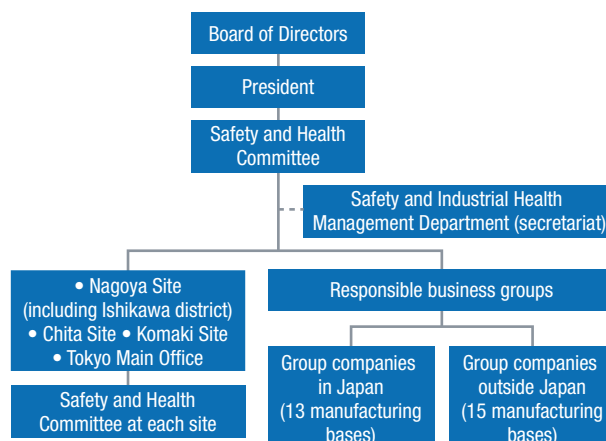 Board of Directors
President
Safety and Health
Committee
Safety and Industrial Health
Management Department (secretariat)
• Nagoya Site
(including Ishikawa district)
• Chita Site • Komaki Site
• Tokyo Main Office
Responsible business groups
Safety and Health
Committee at each site
Group companies
in Japan
(13 manufacturing
bases)
Group companies
outside Japan
(15 manufacturing
bases)